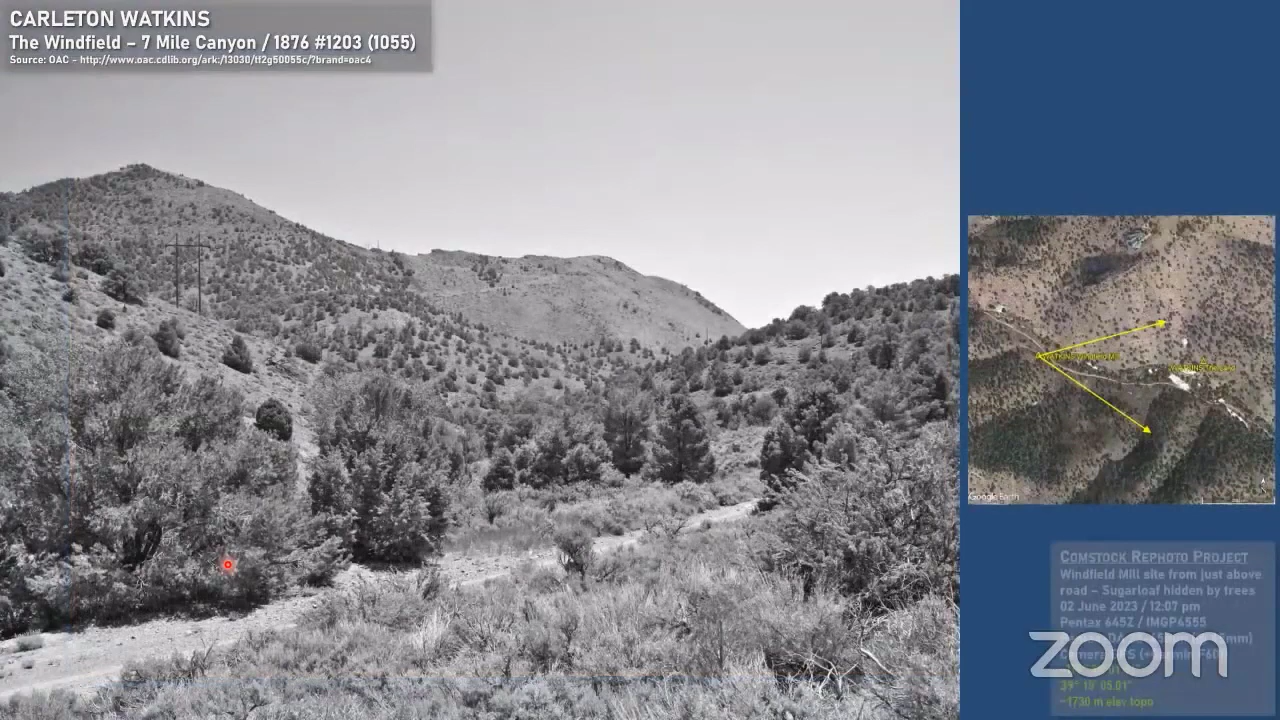 CARLETON WATKINS
The Windfield – 7 Mile Canyon / 1876 #1203 (1055)
Source: OAC – http://www.oac.cdlib.org/ark:/13030/tf2g50055c/?brand=oac4
Google Earth
COMSTOCK REPHOTO PROJECT
Windfield Mill site from just above
road – Sugarloaf hidden by trees
02 June 2023 / 12:07 pm
Pentax 645Z / IMGP6555
zoom
39° 18' 05.01"
~1730 m elev topo